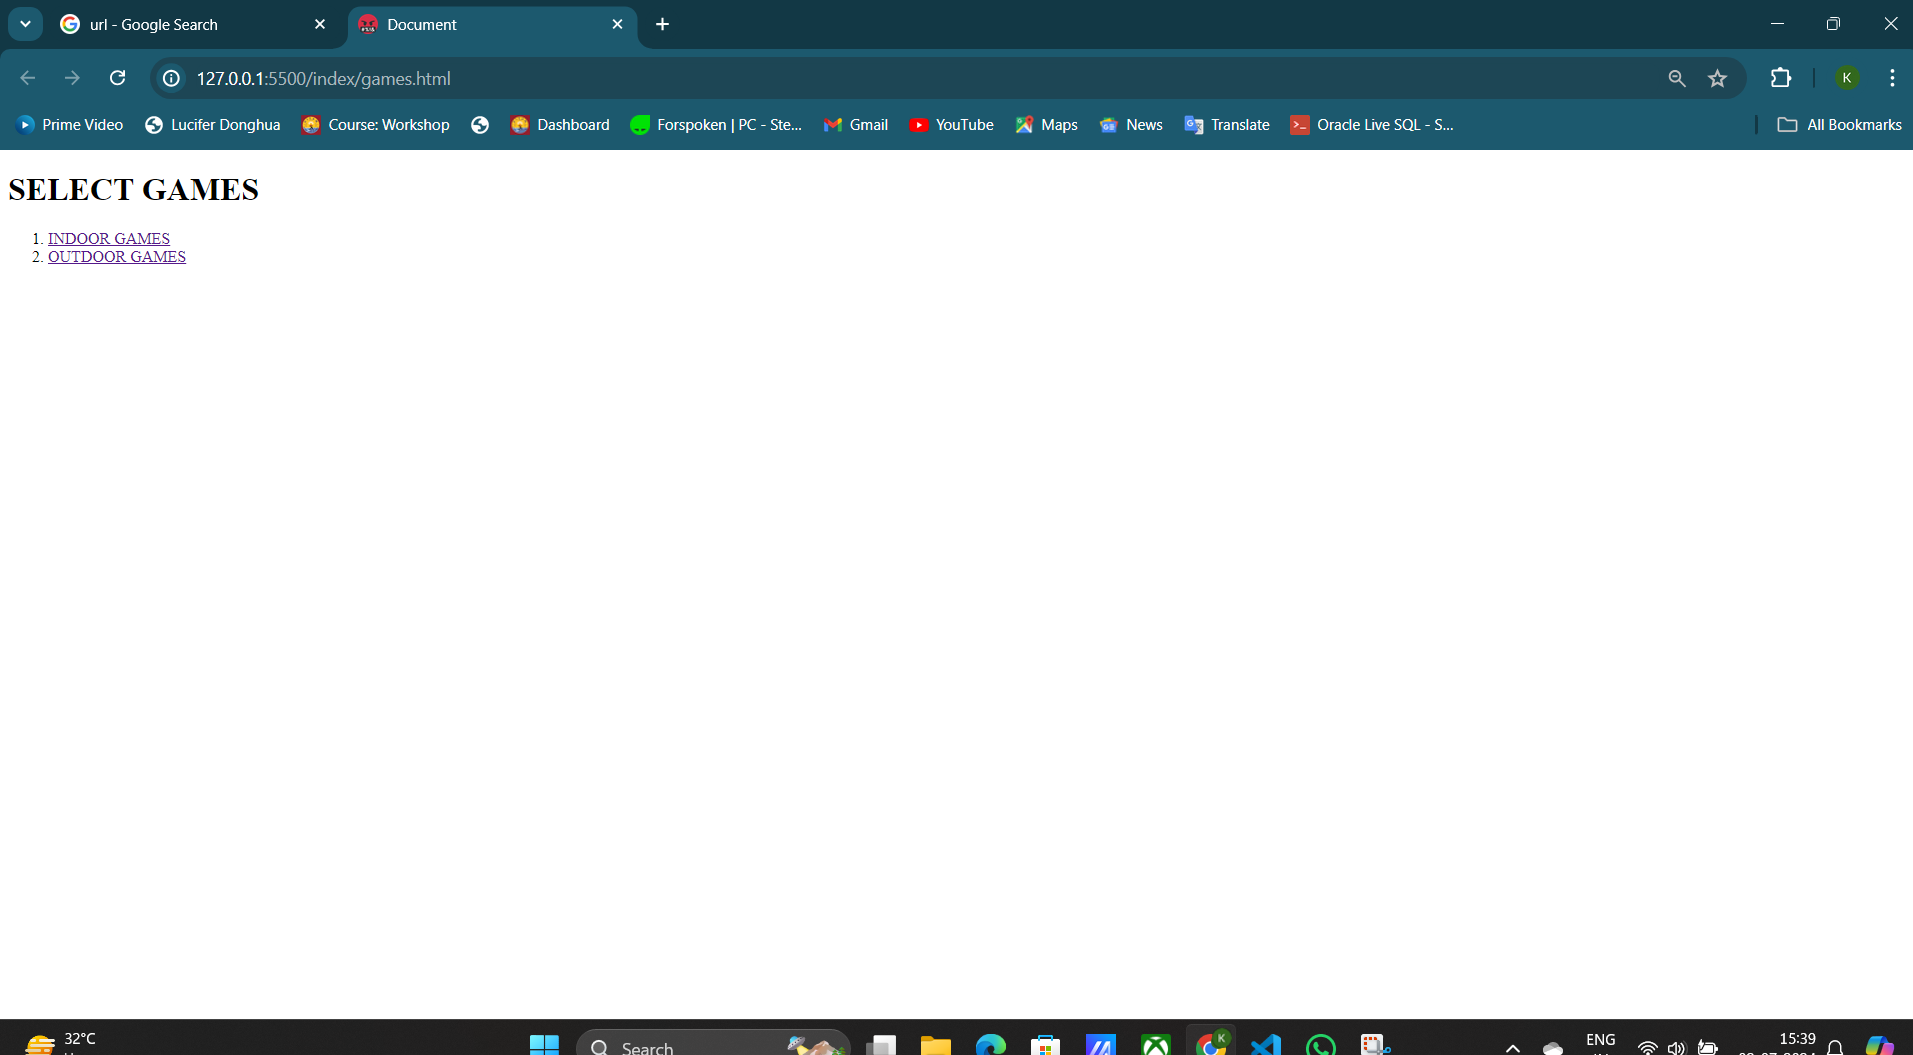 url - Google Search
Document
127.0.0.1:5500/index/games.html
K
Prime Video
Lucifer Donghua
Course: Workshop
Dashboard
Forspoken | PC - Ste...
Gmail
YouTube
Maps
News
Translate
Oracle Live SQL - S...
All Bookmarks
SELECT GAMES
1. INDOOR GAMES
2. OUTDOOR GAMES
32°C
Search
K
ENG
15:39